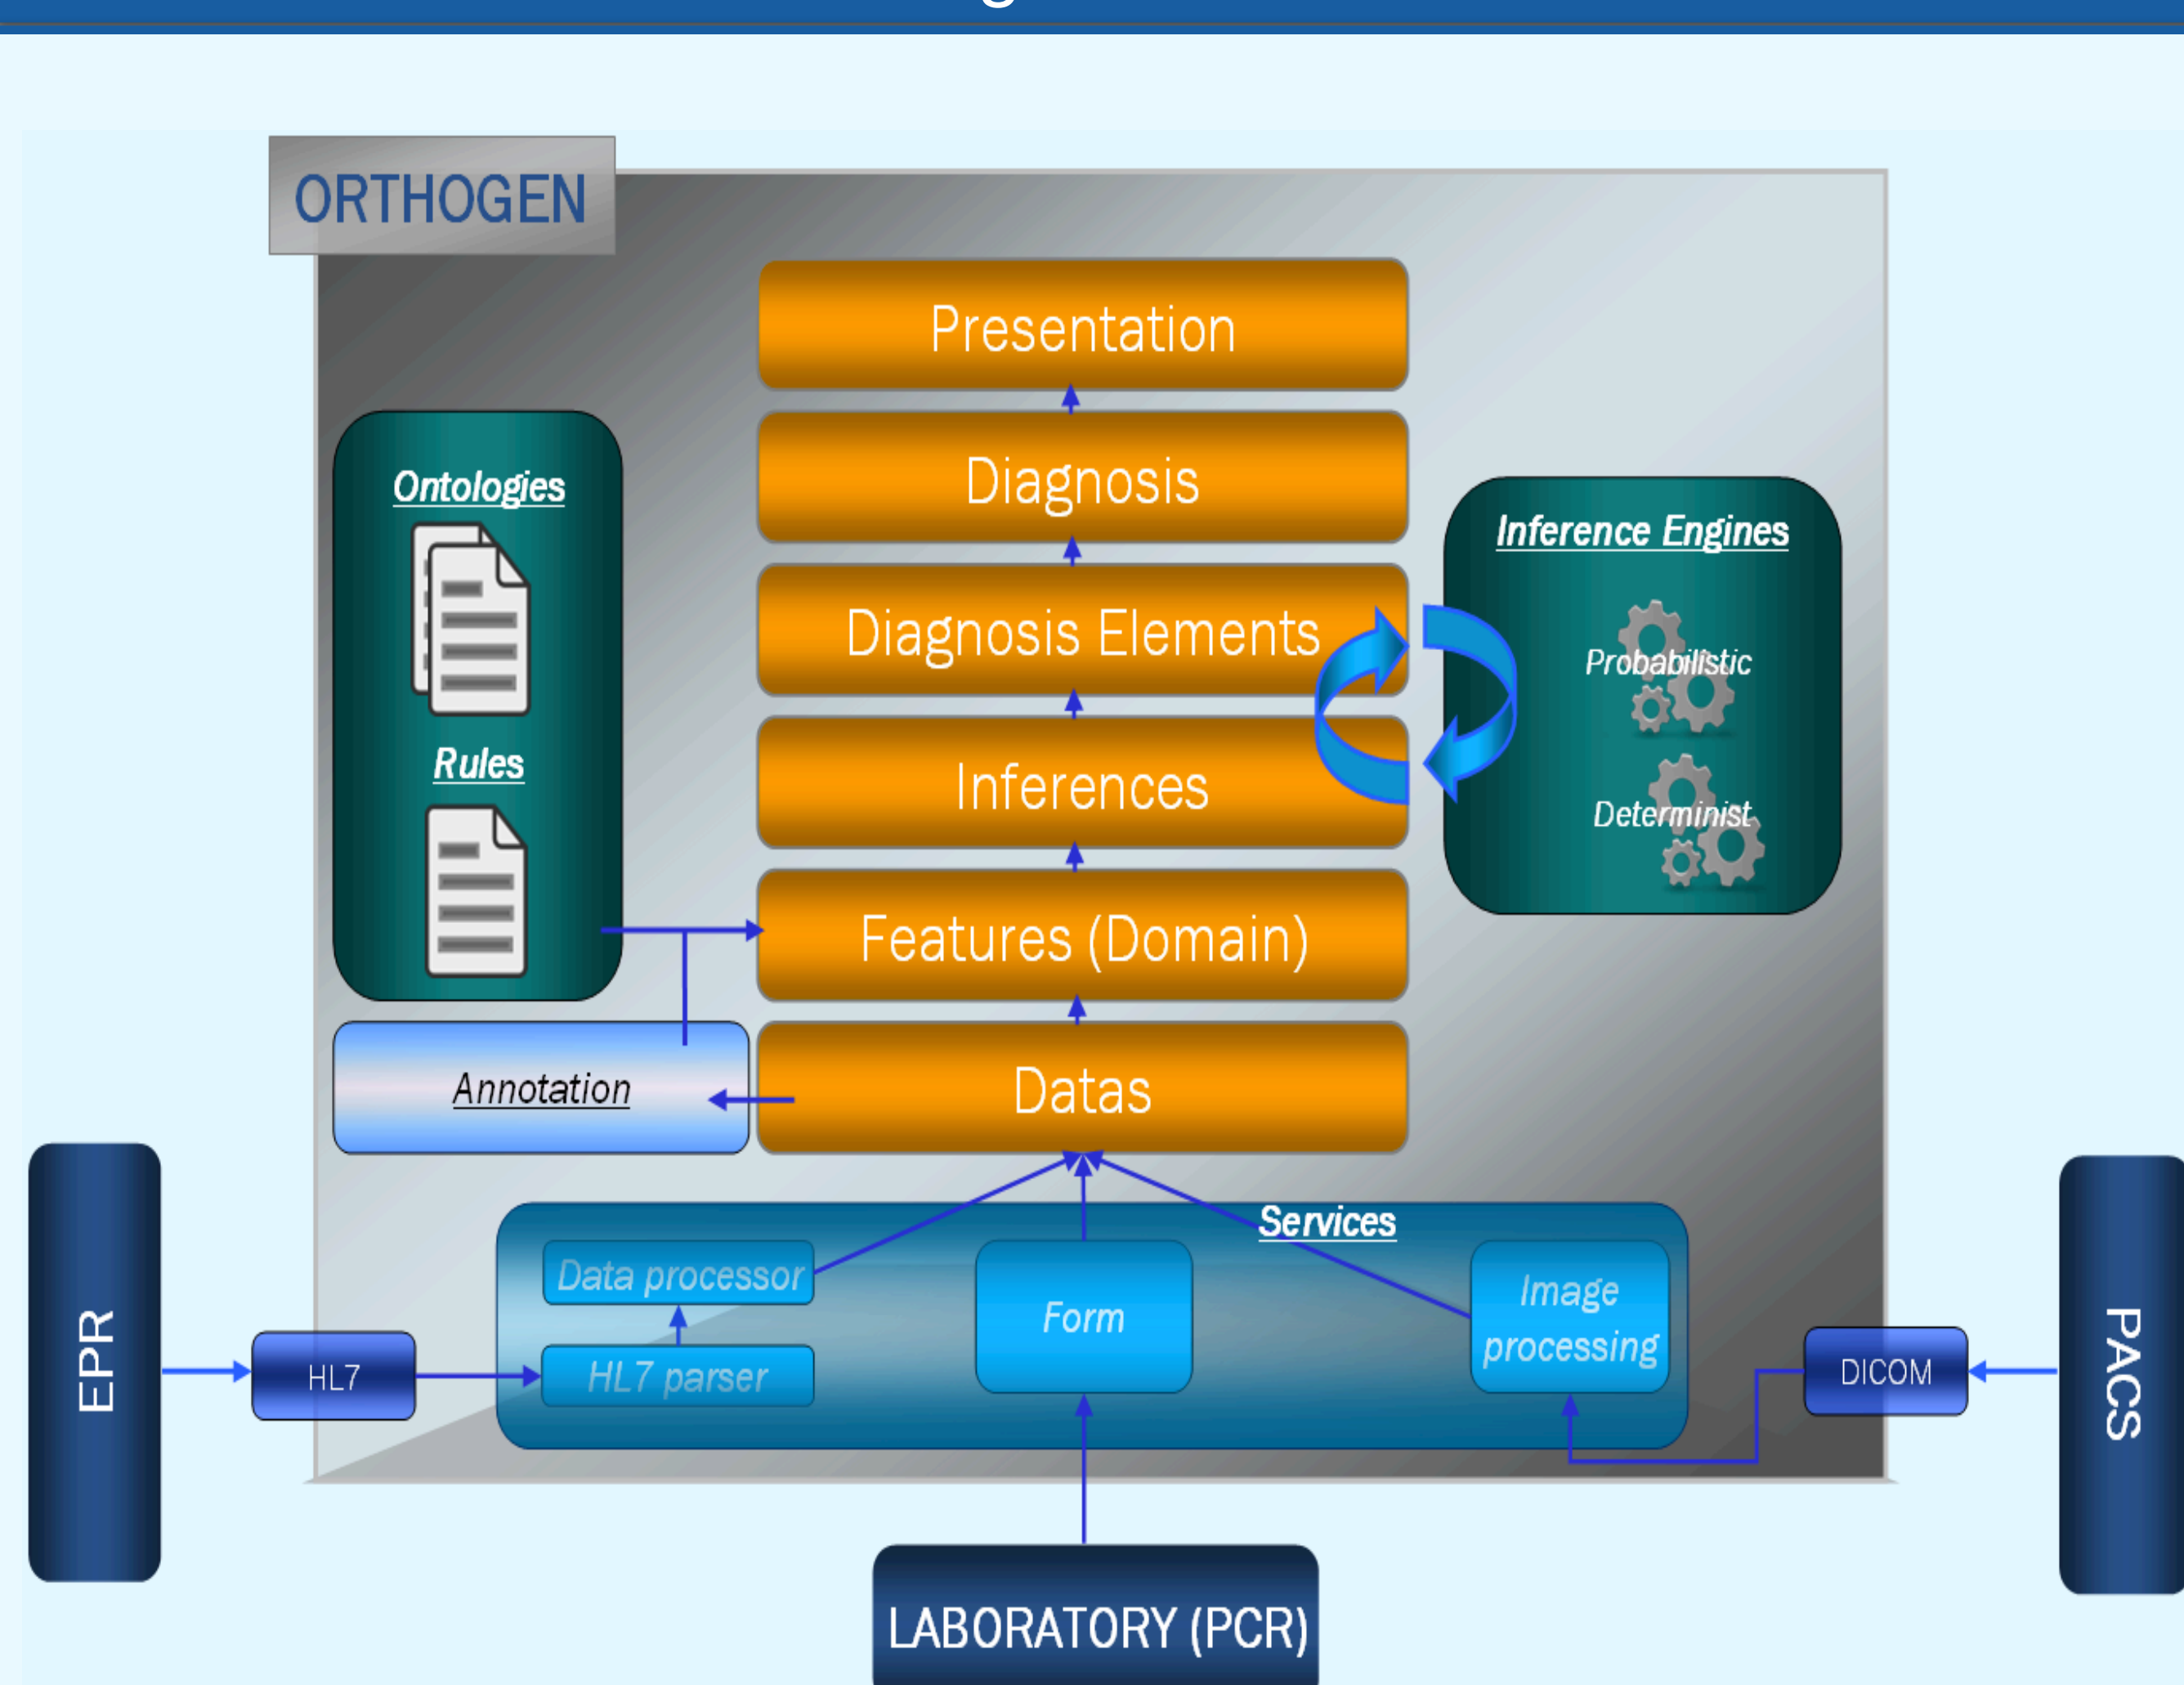 ORTHOGEN
Presentation
Diagnosis
Diagnosis Elements
Inferences
Features (Domain)
Datas
Ontologies
Rules
Annotation
Inference Engines
Probabilistic
Determinist
Services
Data processor
HL7 parser
Form
Image
processing
EPR
HL7
DICOM
PACS
LABORATORY (PCR)